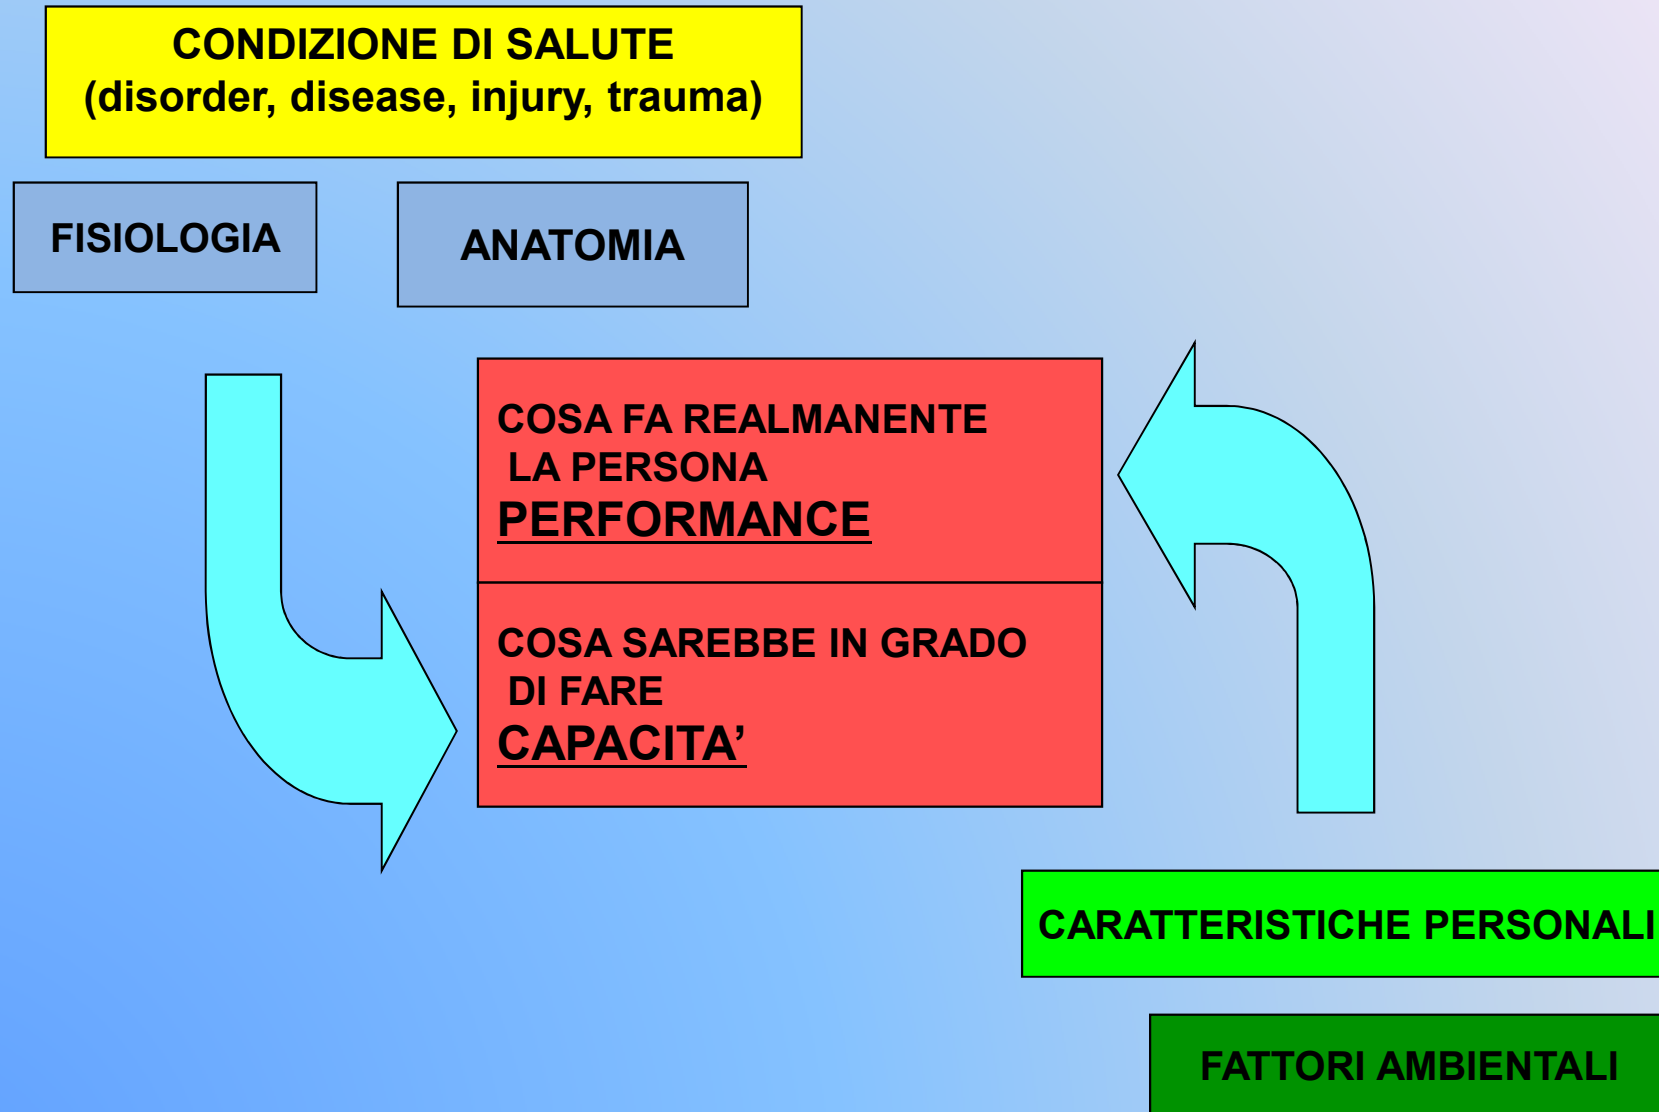 CONDIZIONE DI SALUTE
(disorder, disease, injury, trauma)
FISIOLOGIA
ANATOMIA
COSA FA REALMANENTE
LA PERSONA
PERFORMANCE
COSA SAREBBE IN GRADO
DI FARE
CAPACITA’
CARATTERISTICHE PERSONALI
FATTORI AMBIENTALI